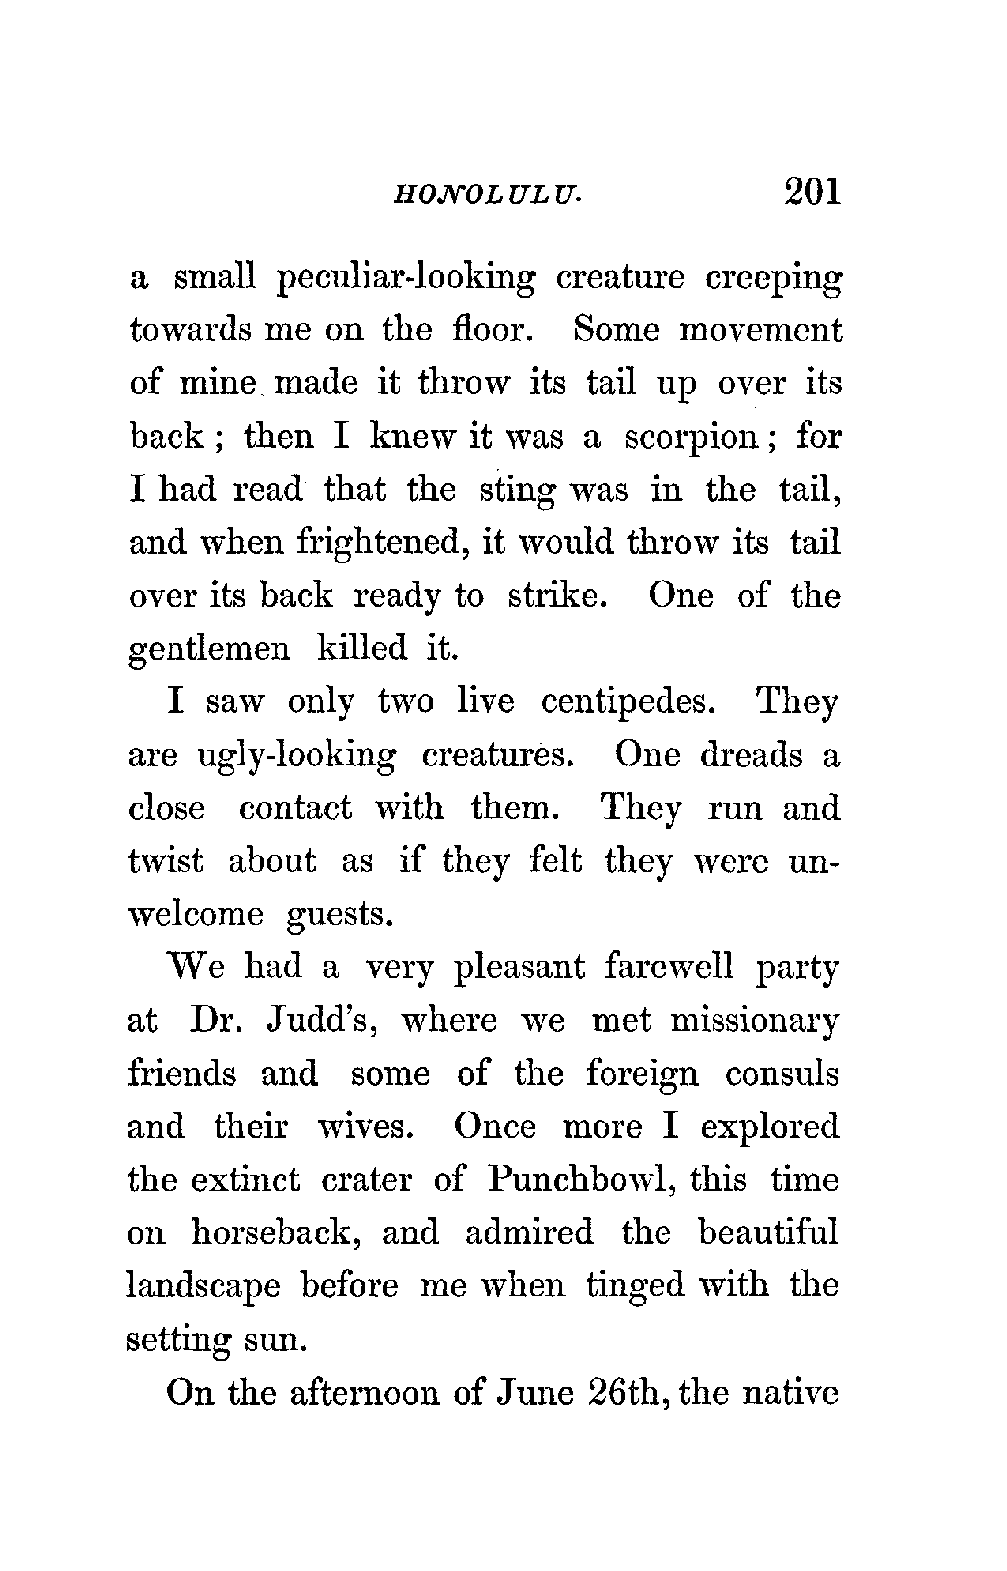 HONOLULU. 201
a small peculiar-looking creature creeping
towards me on the floor. Some movement
of mine made it throw its tail up over its
back ; then I knew it was a scorpion ; for
I had read that the sting was in the tail,
and when frightened, it would throw its tail
over its back ready to strike. One of the
gentlemen killed it.
I saw only two live centipedes. They
are ugly-looking creatures. One dreads a
close contact with them. They run and
twist about as if they felt they were un-
welcome guests.
We had a very pleasant farewell party
at Dr. Judd's, where we met missionary
friends and some of the foreign consuls
and their wives. Once more I explored
the extinct crater of Punchbowl, this time
on horseback, and admired the beautiful
landscape before me when tinged with the
setting sun.
On the afternoon of June 26th, the native